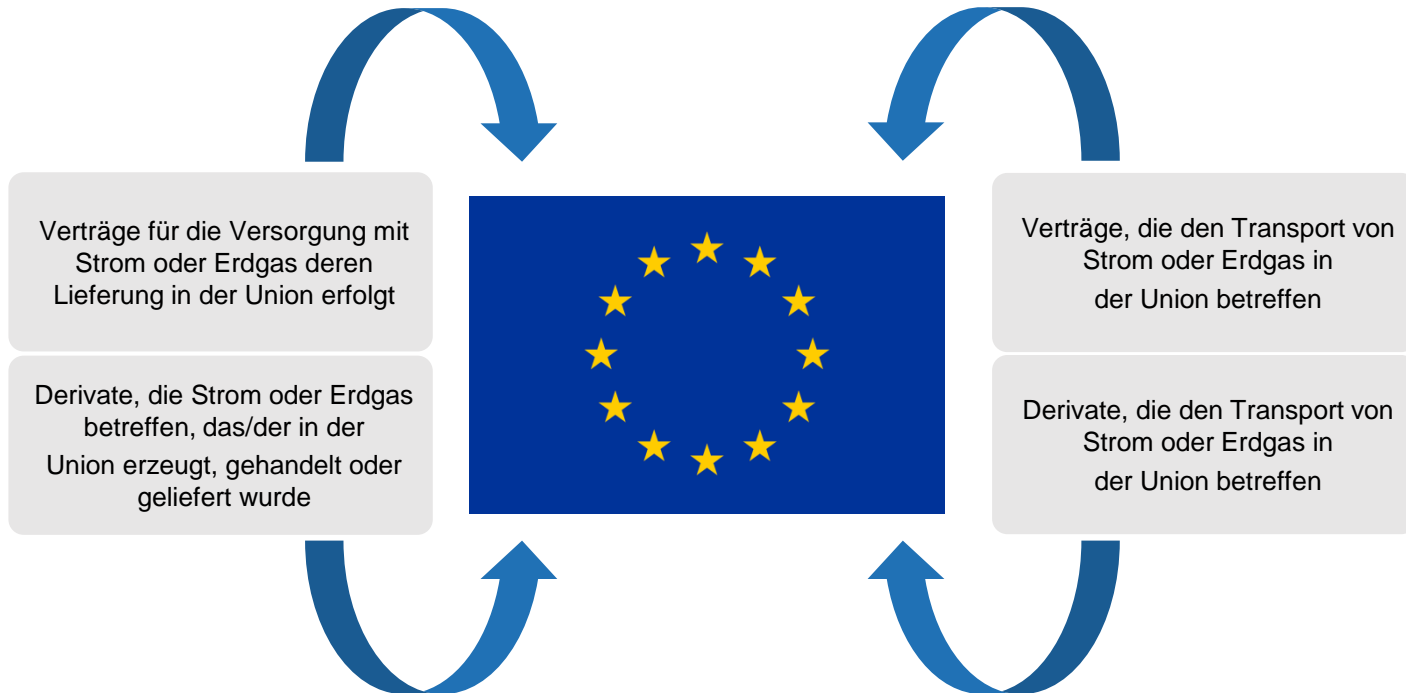 Verträge für die Versorgung mit
Strom oder Erdgas deren
Lieferung in der Union erfolgt
Derivate, die Strom oder Erdgas
betreffen, das/der in der
Union erzeugt, gehandelt oder
geliefert wurde
Verträge, die den Transport von
Strom oder Erdgas in
der Union betreffen
Derivate, die den Transport von
Strom oder Erdgas in
der Union betreffen